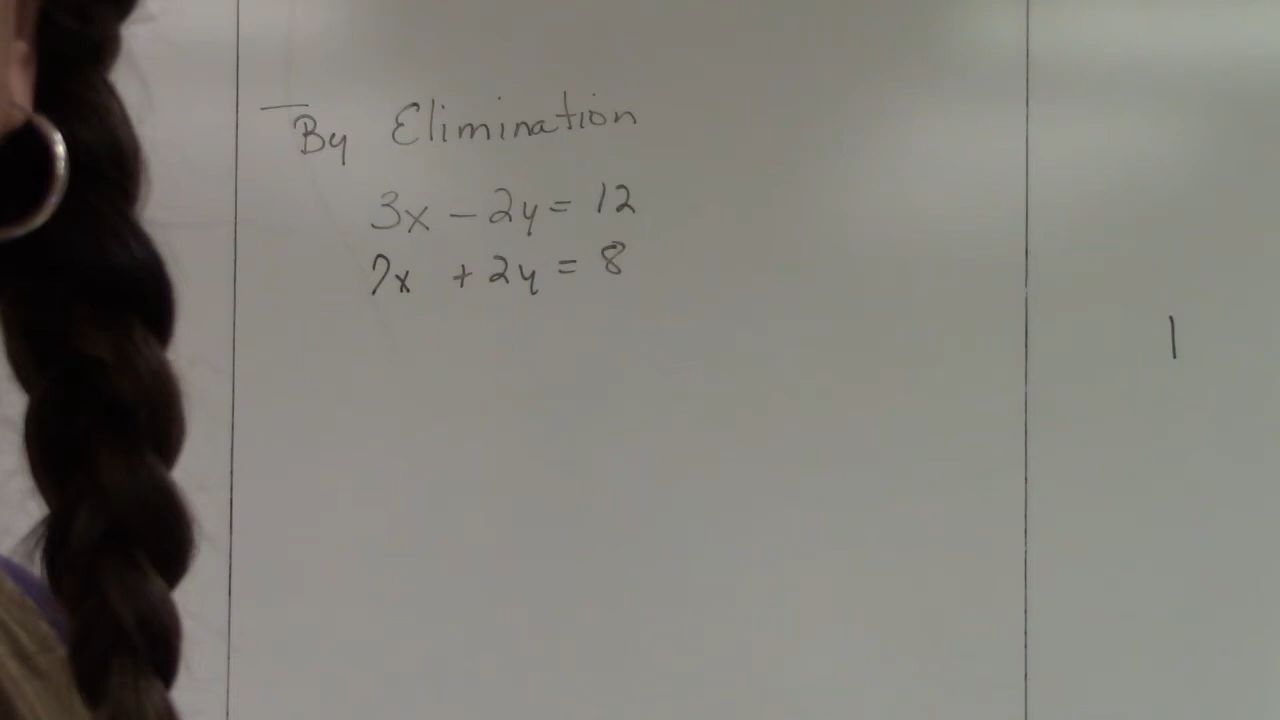 By Elimination
3x - 2y = 12
7x + 2y = 8
|